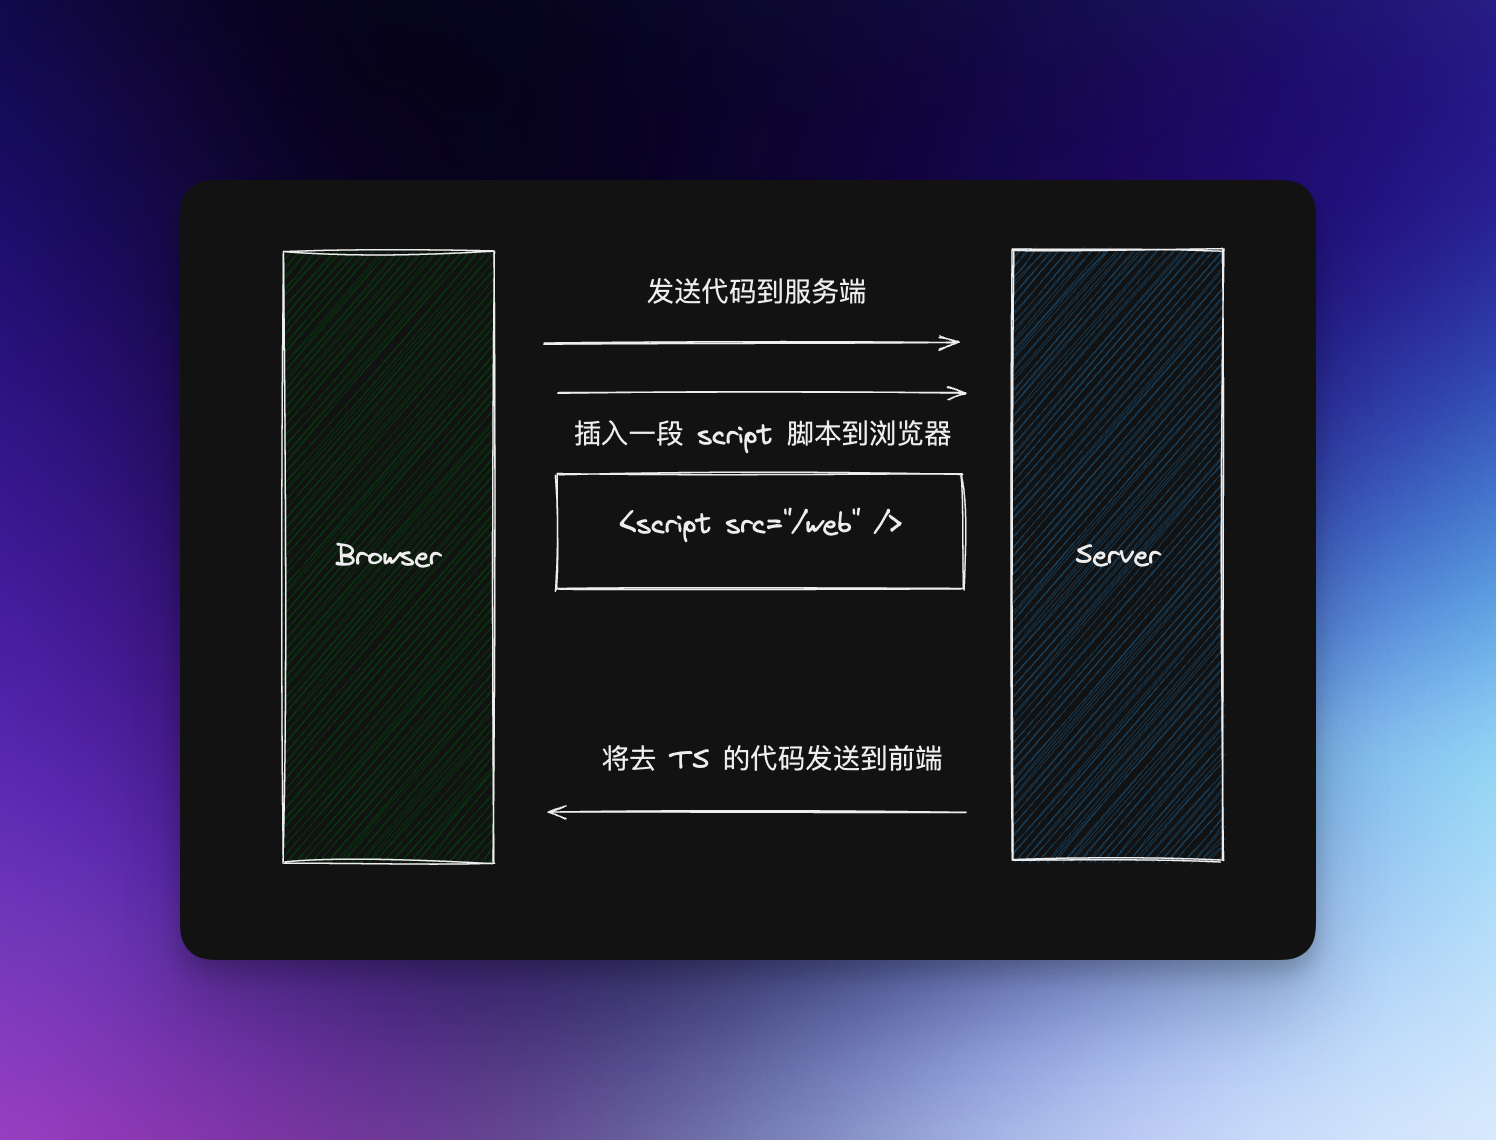 发送代码到服务端
插入一段 script 脚本到浏览器
<script src="/web" />
Browser
Server
将去 TS 的代码发送到前端